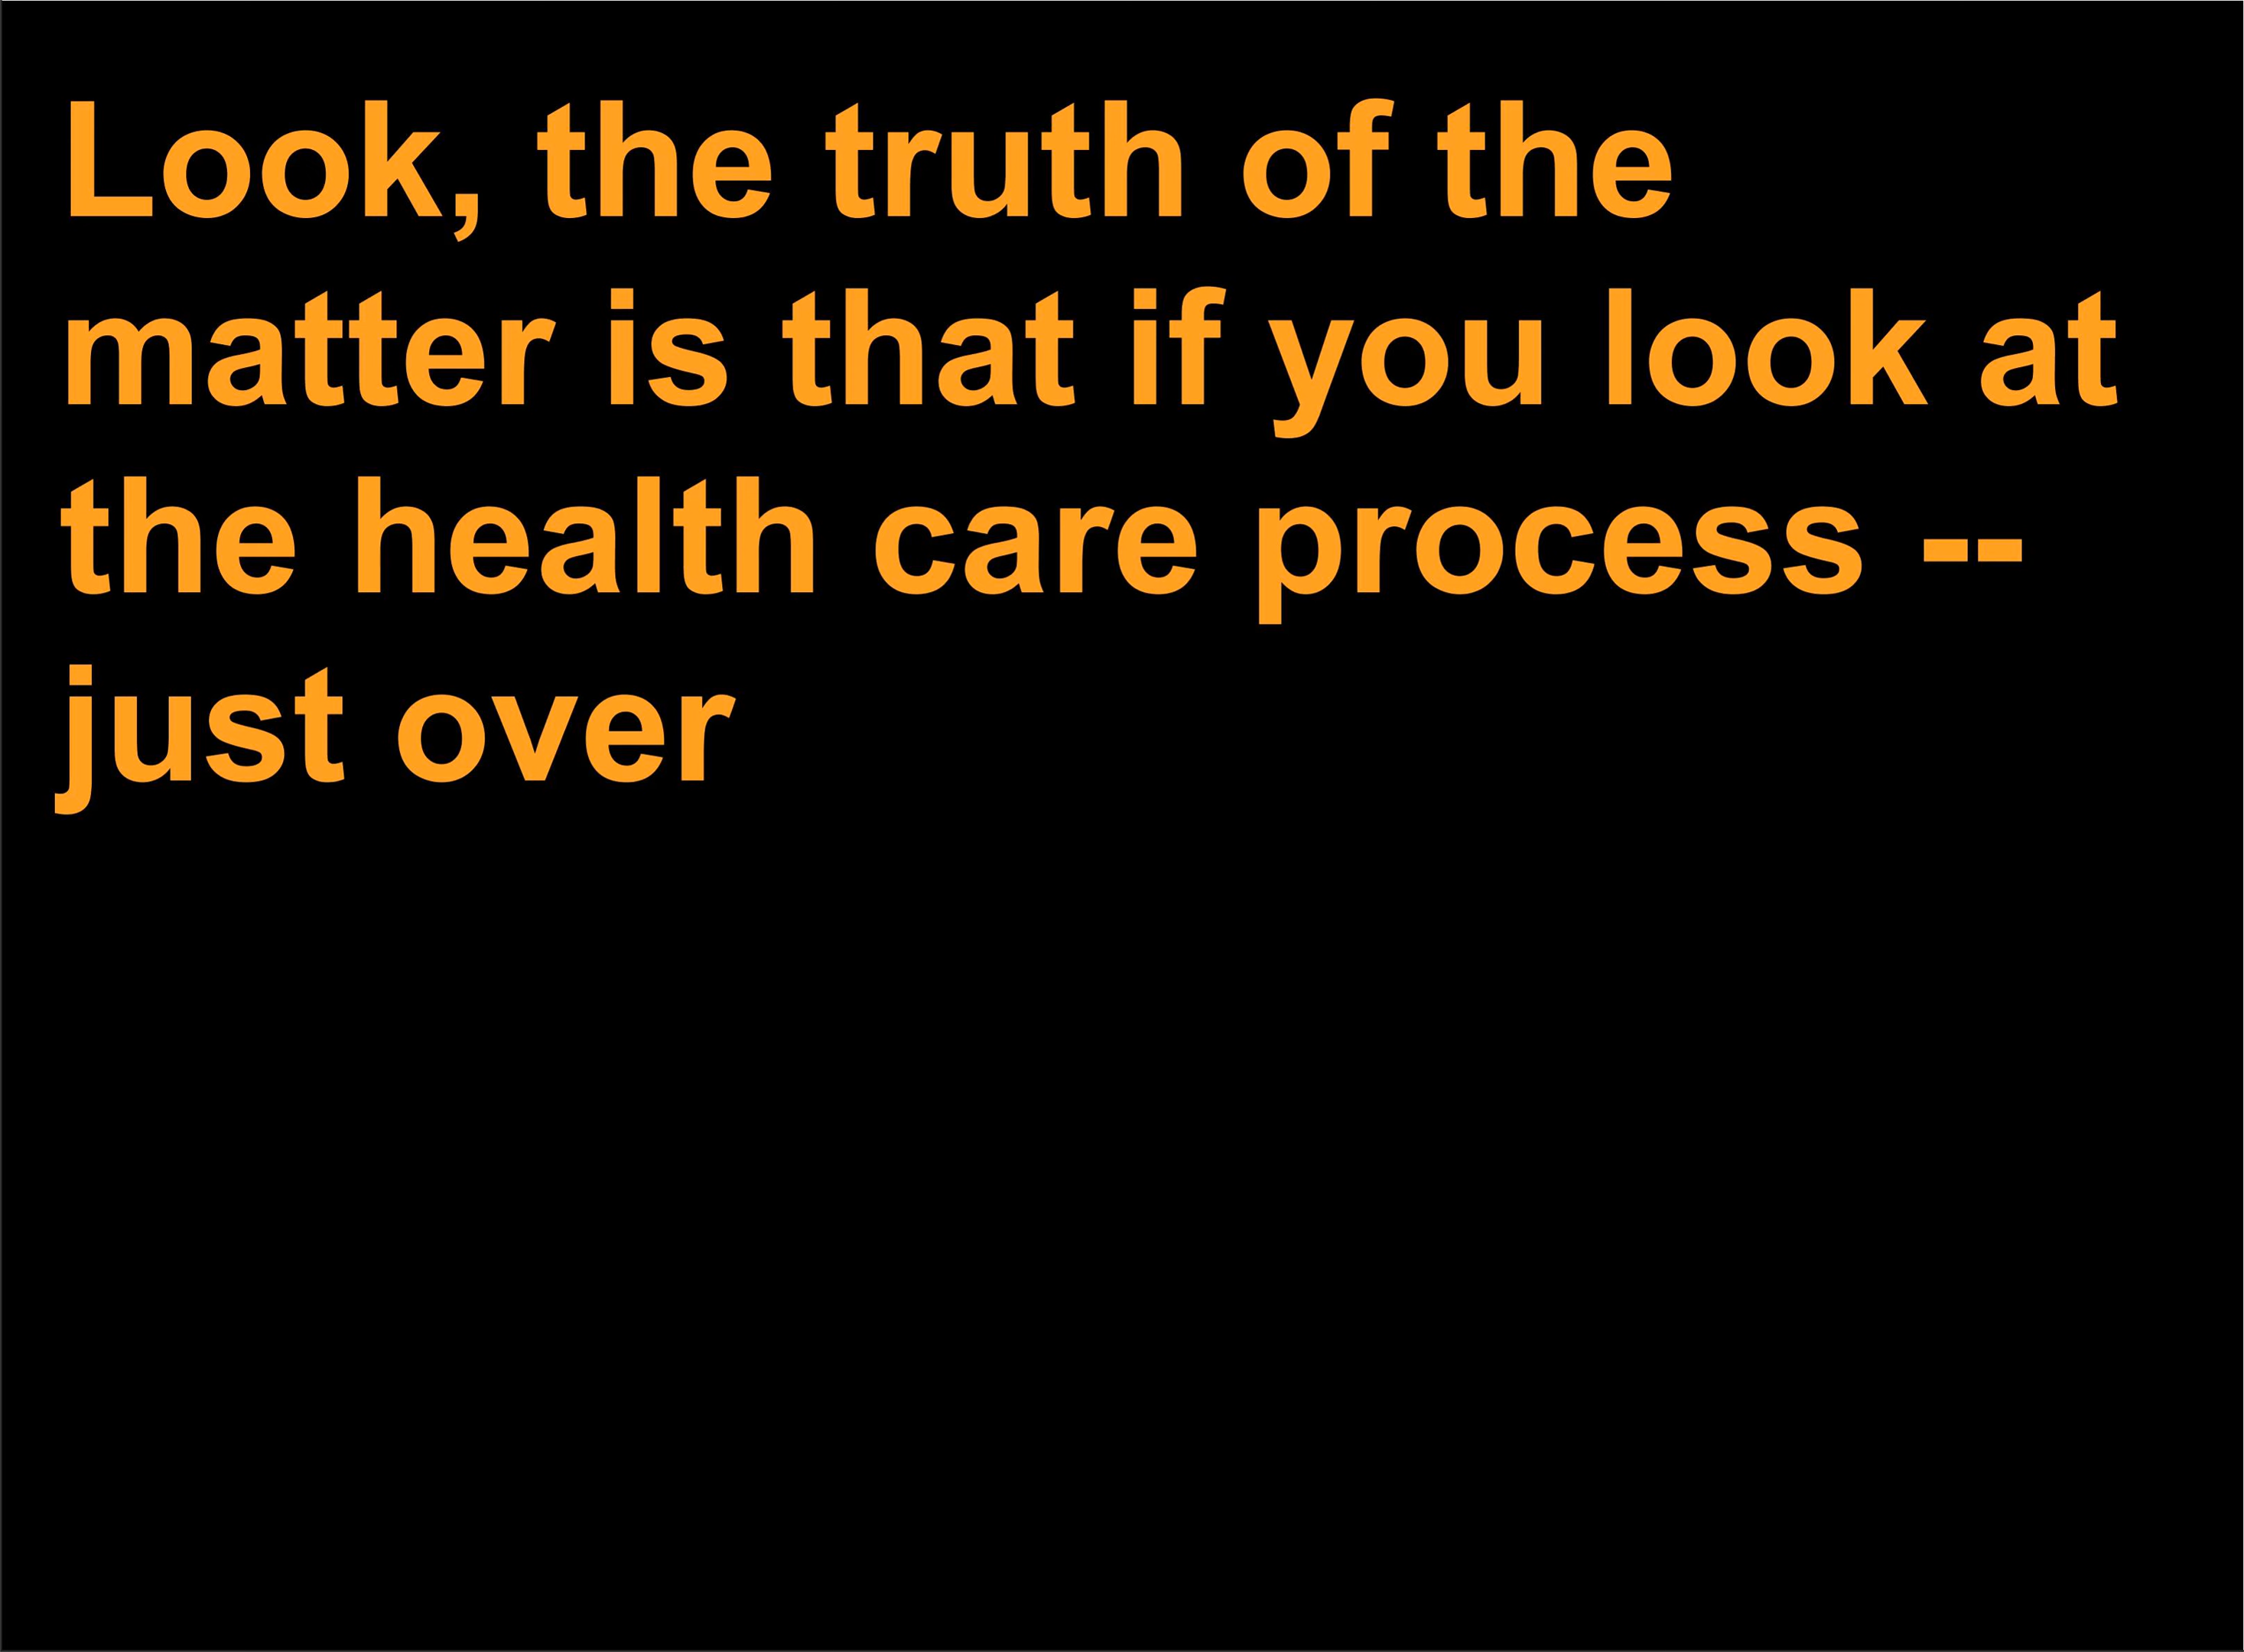 Look, the truth of the
matter is that if you look at
the health care process --
just over